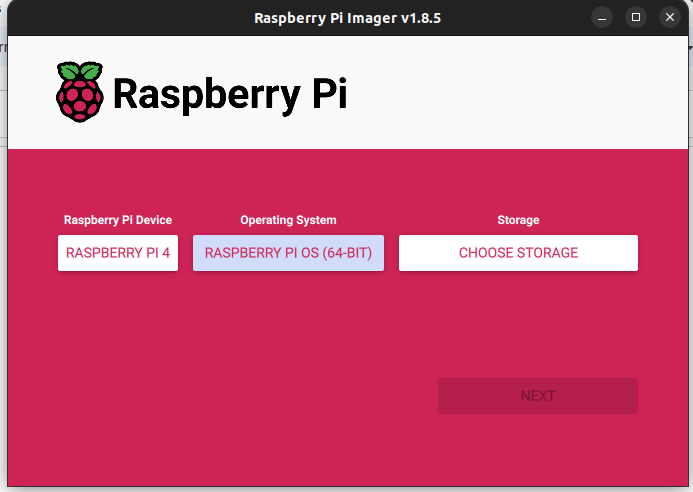 Raspberry Pi Imager v1.8.5
Raspberry Pi
Raspberry Pi Device
Operating System
Storage
RASPBERRY PI 4
RASPBERRY PI OS (64-BIT)
CHOOSE STORAGE
NEXT